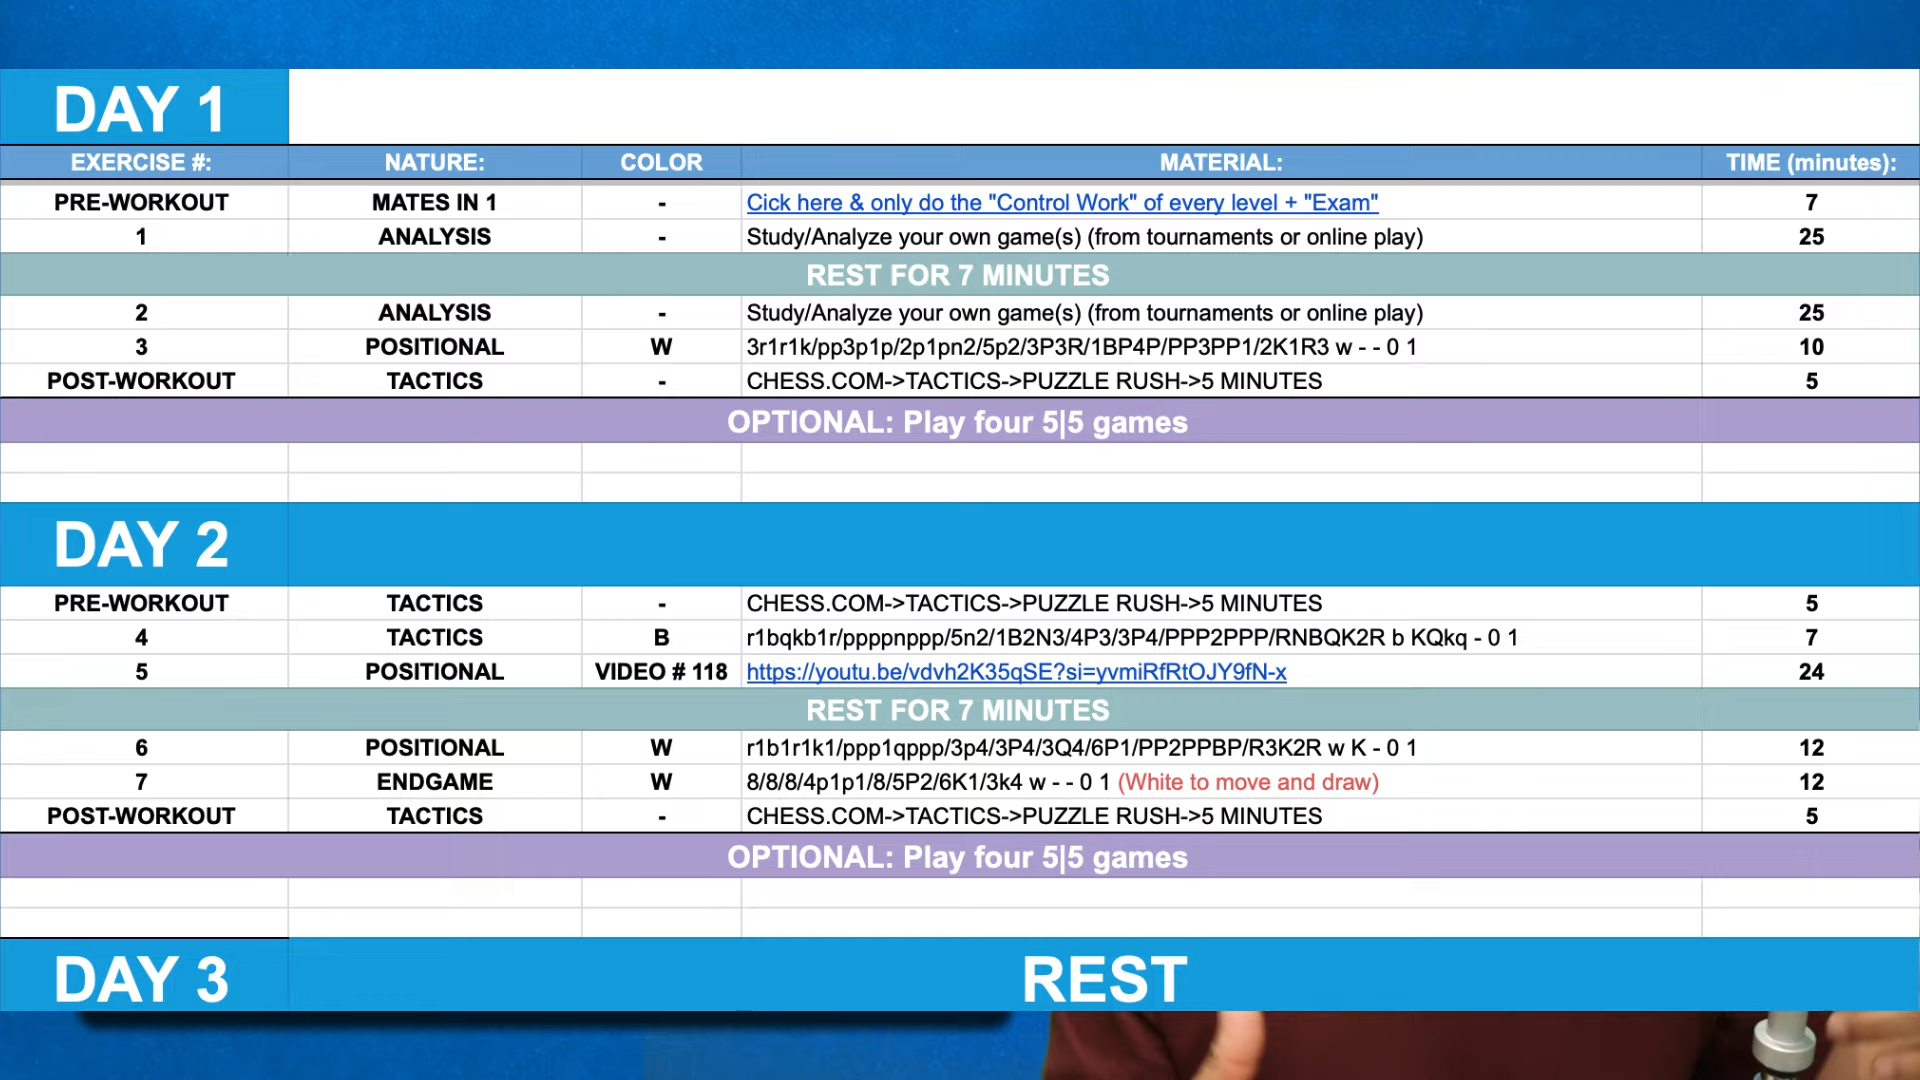 DAY 1
EXERCISE #: NATURE: COLOR MATERIAL: TIME (minutes):
PRE-WORKOUT MATES IN 1 - Cick here & only do the "Control Work" of every level + "Exam" 7
1 ANALYSIS - Study/Analyze your own game(s) (from tournaments or online play) 25
REST FOR 7 MINUTES
2 ANALYSIS - Study/Analyze your own game(s) (from tournaments or online play) 25
3 POSITIONAL W 3r1r1k/pp3p1p/2p1pn2/5p2/3P3R/1BP4P/PP3PP1/2K1R3 w - - 0 1 10
POST-WORKOUT TACTICS - CHESS.COM->TACTICS->PUZZLE RUSH->5 MINUTES 5
OPTIONAL: Play four 5|5 games
DAY 2
PRE-WORKOUT TACTICS - CHESS.COM->TACTICS->PUZZLE RUSH->5 MINUTES 5
4 TACTICS B r1bqkb1r/ppppnppp/5n2/1B2N3/4P3/3P4/PPP2PPP/RNBQK2R b KQkq - 0 1 7
5 POSITIONAL VIDEO # 118 https://youtu.be/vdvh2K35qSE?si=yvmiRfRtOJY9fN-x 24
REST FOR 7 MINUTES
6 POSITIONAL W r1b1r1k1/ppp1qppp/3p4/3P4/3Q4/6P1/PP2PPBP/R3K2R w K - 0 1 12
7 ENDGAME W 8/8/8/4p1p1/8/5P2/6K1/3k4 w - - 0 1 (White to move and draw) 12
POST-WORKOUT TACTICS - CHESS.COM->TACTICS->PUZZLE RUSH->5 MINUTES 5
OPTIONAL: Play four 5|5 games
DAY 3 REST